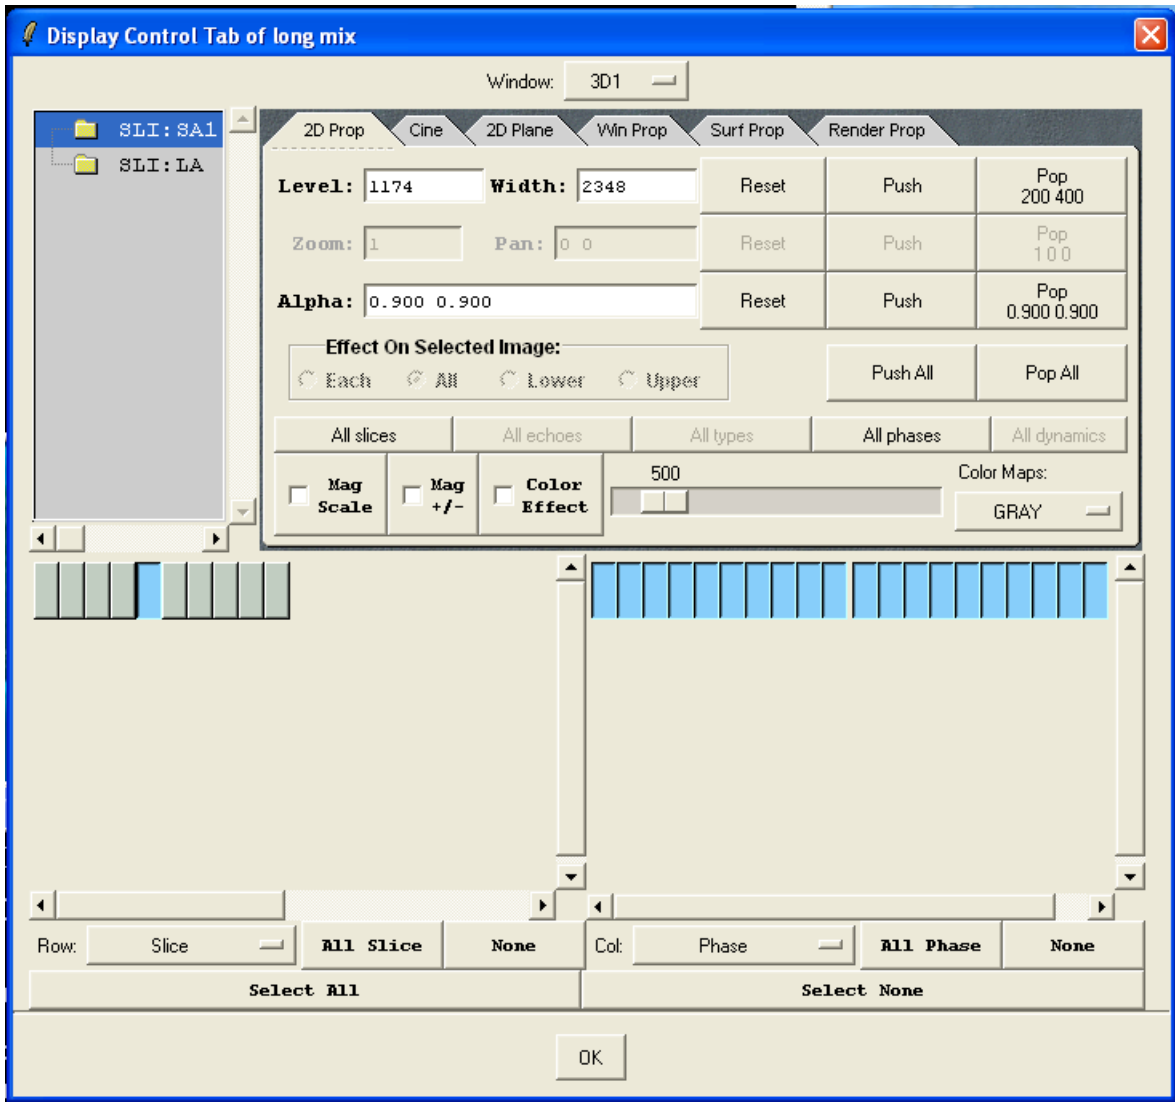 Display Control Tab of long mix
Window: 3D1
SLI:SA1
SLI:LA
2D Prop Cine 2D Plane Win Prop Surf Prop Render Prop
Level: 1174 Width: 2348 Reset Push Pop
200 400
Zoom: 1 Pan: 0 0 Reset Push Pop
1 0 0
Alpha: 0.900 0.900 Reset Push Pop
0.900 0.900
Effect On Selected Image:
Each All Lower Upper Push All Pop All
All slices All echoes All types All phases All dynamics
Mag
Scale
Mag
+/-
Color
Effect
500
Color Maps:
GRAY
Row: Slice All Slice None Col: Phase All Phase None
Select All Select None
OK